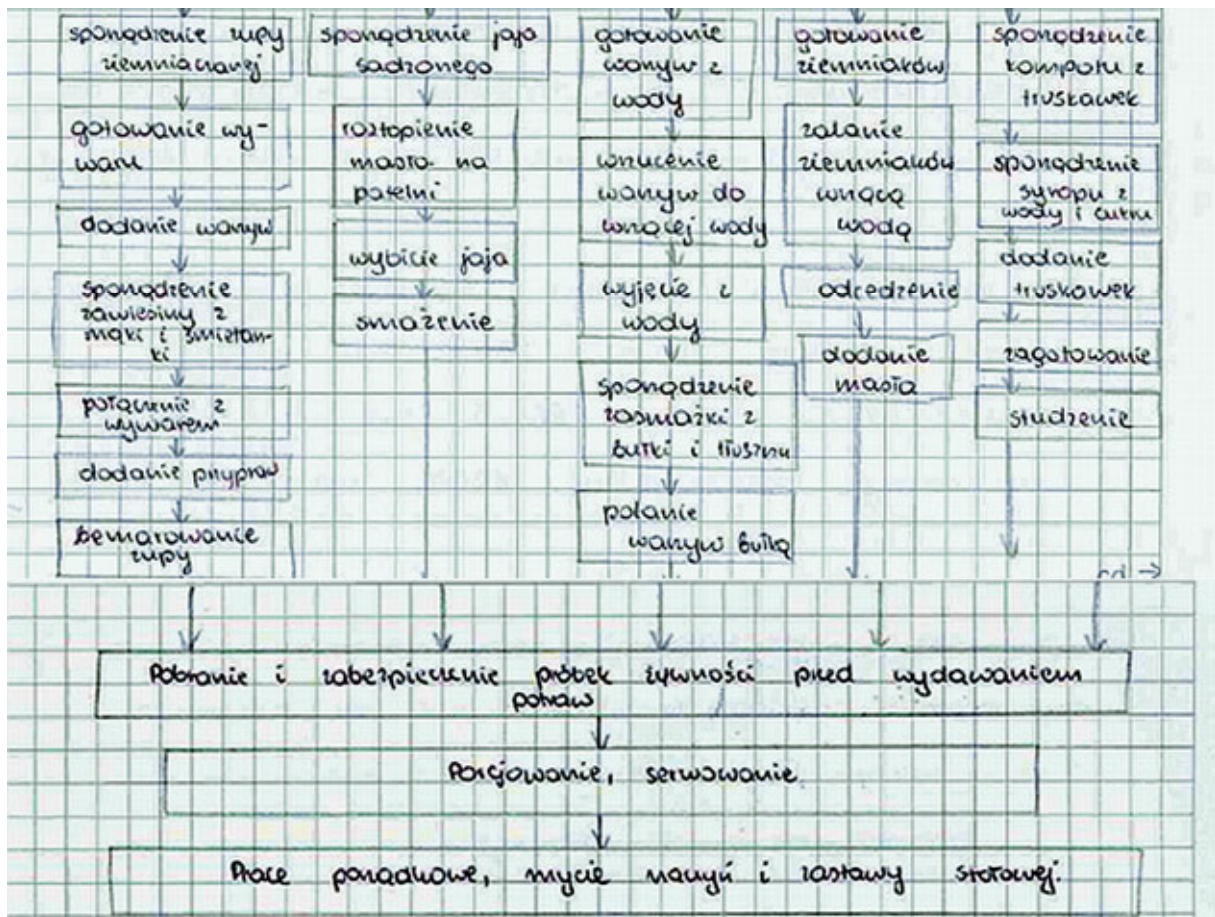 sporządzenie zupy
ziemniaczanej
gotowanie wy-
waru
dodanie warzyw
sporządzenie
zawiesiny z
mąki i śmietan-
ki
połączenie z
wywarem
dodanie przypraw
bemarowanie
zupy
sporządzenie jaja
sadzonego
roztopienie
masła na
patelni
wybicie jaja
smażenie
gotowanie
warzyw z
wody
wrzucenie
warzyw do
wrzącej wody
wyjęcie z
wody
sporządzenie
zasmażki z
bułki i tłuszczu
polanie
warzyw bułką
gotowanie
ziemniaków
zalanie
ziemniaków
wrzącą
wodą
odcedzenie
dodanie
masła
sporządzenie
kompotu z
truskawek
sporządzenie
syropu z
wody i cukru
dodanie
truskawek
zagotowanie
studzenie
cd →
Pobranie i zabezpieczenie próbek żywności przed wydawaniem
potraw
Porcjowanie, serwowanie.
Prace porządkowe, mycie naczyń i zastawy stołowej.